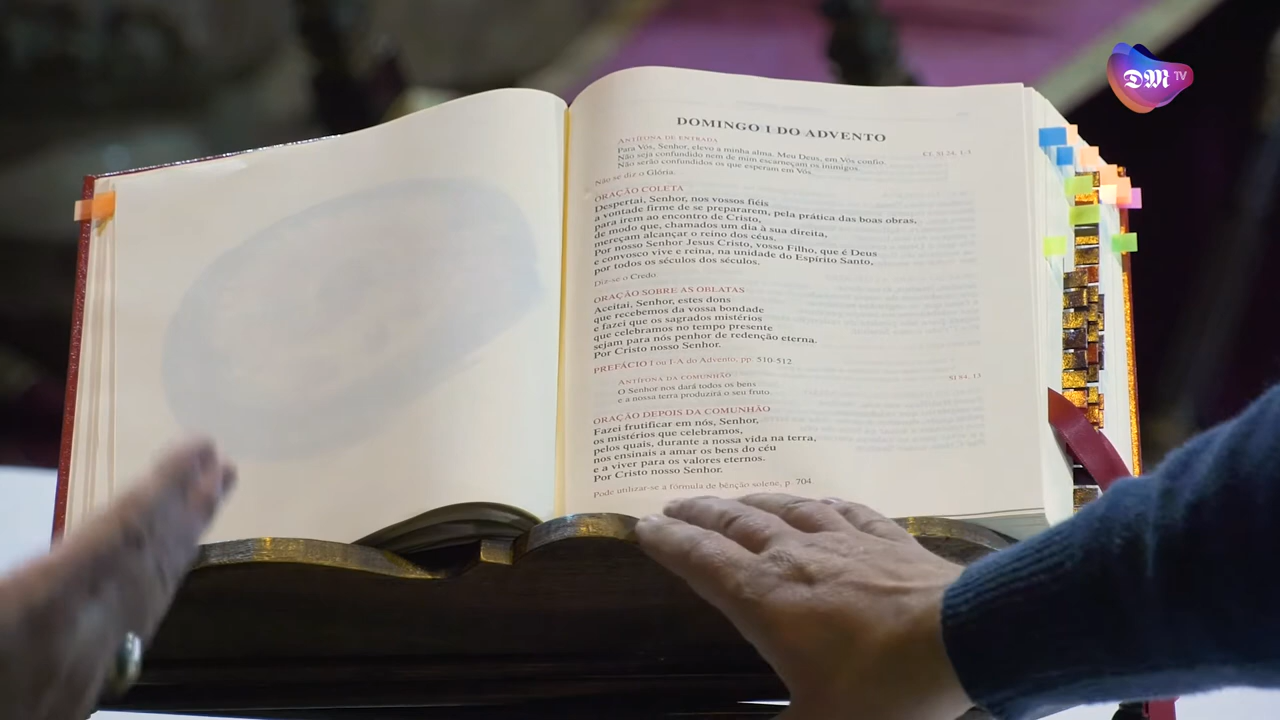 DM TV
DOMINGO I DO ADVENTO
ANTÍFONA DE ENTRADA
Cf. Sl 24, 1-3
Para Vós, Senhor, elevo a minha alma. Meu Deus, em Vós confio.
Não seja confundido nem de mim escarneçam os inimigos.
Não serão confundidos os que esperam em Vós.
Não se diz o Glória.
ORAÇÃO COLETA
Despertai, Senhor, nos vossos fiéis
a vontade firme de se prepararem, pela prática das boas obras,
para irem ao encontro de Cristo,
de modo que, chamados um dia à sua direita,
mereçam alcançar o reino dos céus.
Por nosso Senhor Jesus Cristo, vosso Filho, que é Deus
e convosco vive e reina, na unidade do Espírito Santo,
por todos os séculos dos séculos.
Diz-se o Credo
ORAÇÃO SOBRE AS OBLATAS
Aceitai, Senhor, estes dons
que recebemos da vossa bondade
e fazei que os sagrados mistérios
que celebramos no tempo presente
sejam para nós penhor de redenção eterna.
Por Cristo nosso Senhor.
PREFÁCIO I ou I-A do Advento, pp. 510-512
ANTÍFONA DA COMUNHÃO
Sl 84, 13
O Senhor nos dará todos os bens
e a nossa terra produzirá o seu fruto.
ORAÇÃO DEPOIS DA COMUNHÃO
Fazei frutificar em nós, Senhor,
os mistérios que celebramos,
pelos quais, durante a nossa vida na terra,
nos ensinais a amar os bens do céu
e a viver para os valores eternos.
Por Cristo nosso Senhor.
Pode utilizar-se a fórmula de bênção solene, p. 704